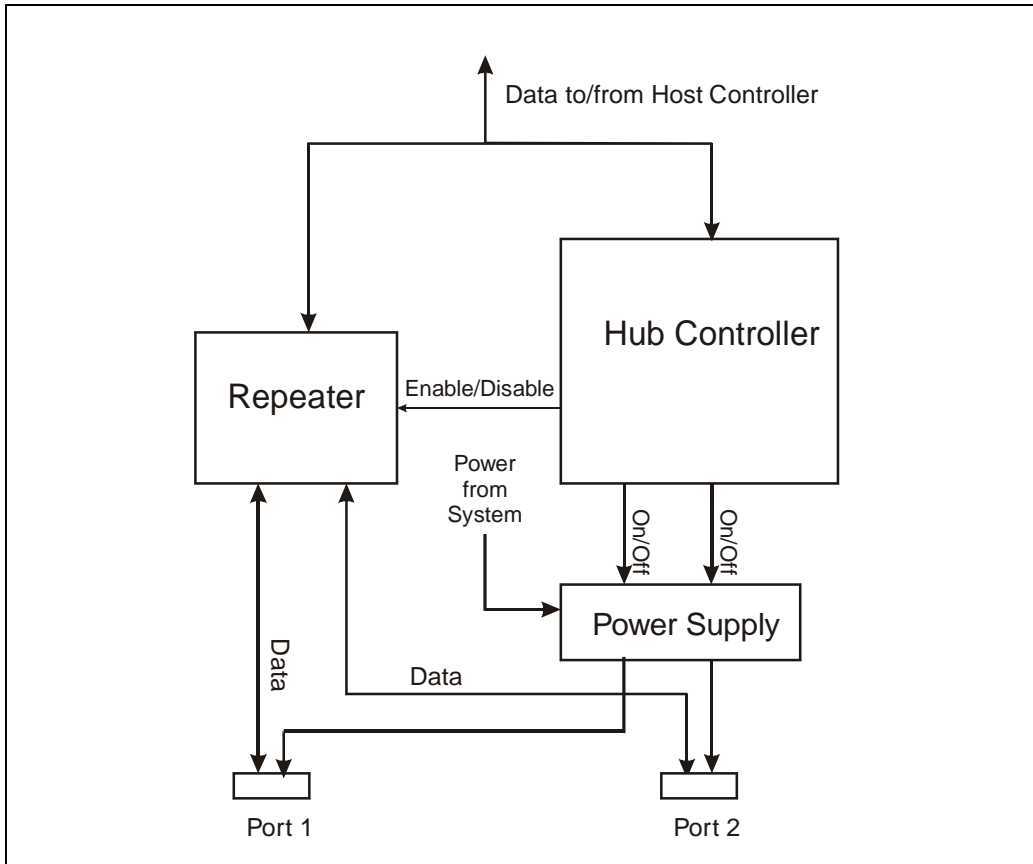 Data to/from Host Controller
Hub Controller
Repeater
Enable/Disable
Power
from
System
On/Off
On/Off
Power Supply
Data
Data
Port 1
Port 2